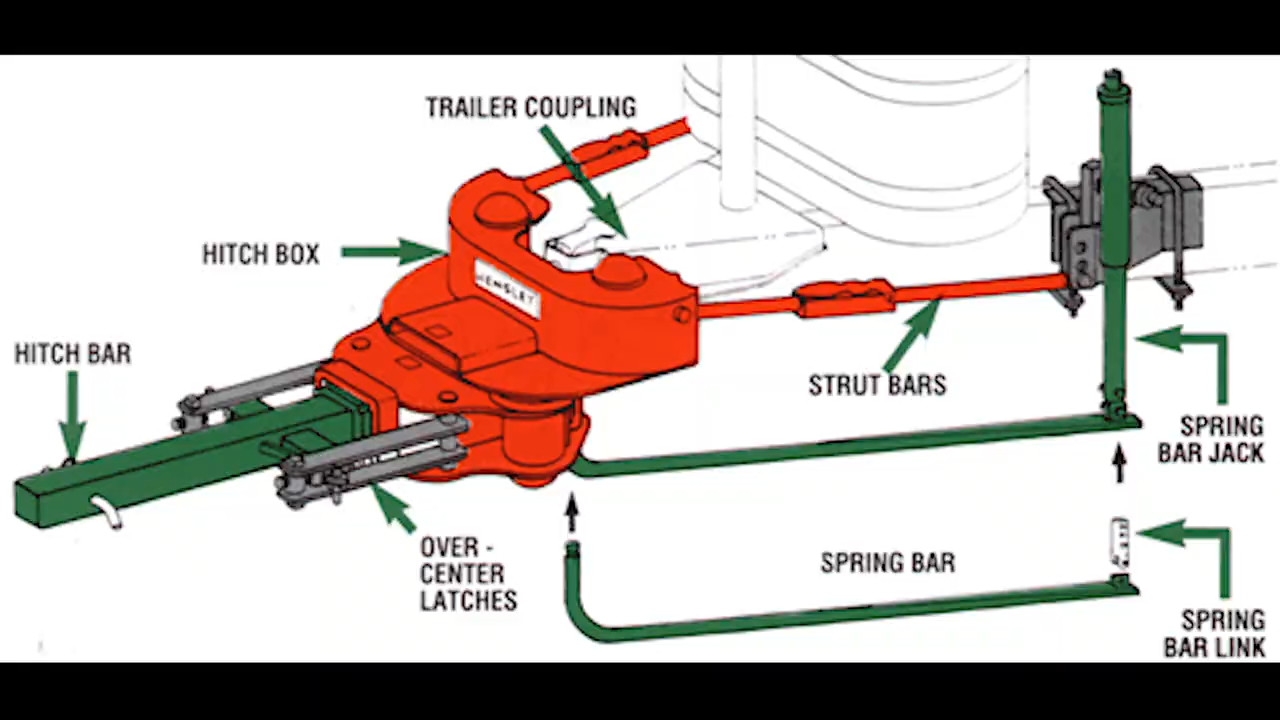 TRAILER COUPLING
HITCH BOX
HENSLEY
HITCH BAR
STRUT BARS
SPRING
BAR JACK
OVER -
CENTER
LATCHES
SPRING BAR
SPRING
BAR LINK